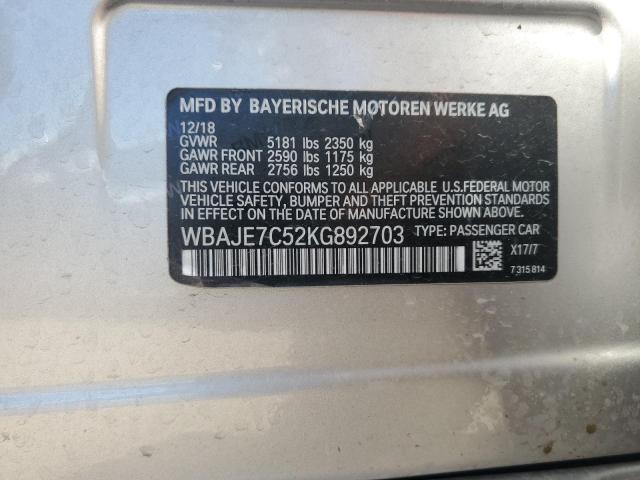 MFD BY BAYERISCHE MOTOREN WERKE AG
12/18
GVWR 5181 lbs 2350 kg
GAWR FRONT 2590 lbs 1175 kg
GAWR REAR 2756 lbs 1250 kg
THIS VEHICLE CONFORMS TO ALL APPLICABLE U.S.FEDERAL MOTOR
VEHICLE SAFETY, BUMPER AND THEFT PREVENTION STANDARDS
IN EFFECT ON THE DATE OF MANUFACTURE SHOWN ABOVE.
WBAJE7C52KG892703 TYPE: PASSENGER CAR
X17/7
7 315 814